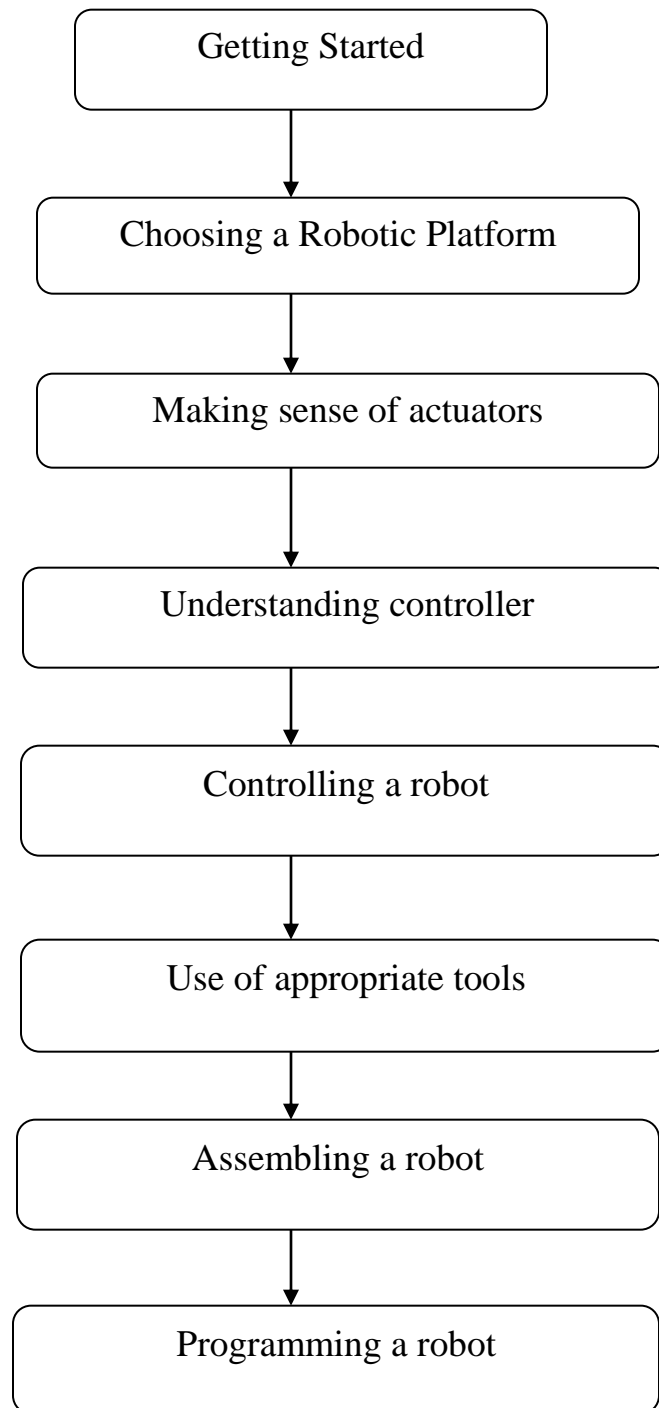 Getting Started
Choosing a Robotic Platform
Making sense of actuators
Understanding controller
Controlling a robot
Use of appropriate tools
Assembling a robot
Programming a robot